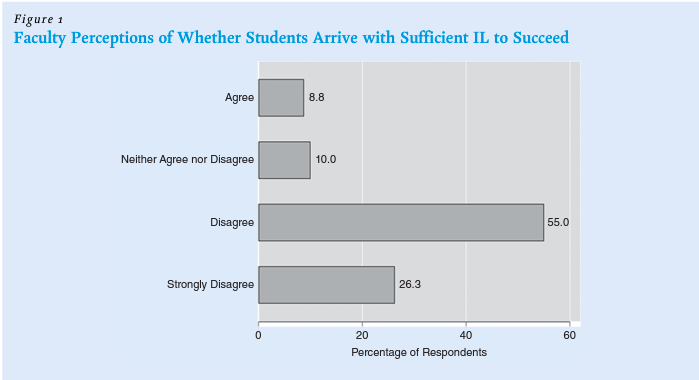 Figure 1
Faculty Perceptions of Whether Students Arrive with Sufficient IL to Succeed
Agree 8.8
Neither Agree nor Disagree 10.0
Disagree 55.0
Strongly Disagree 26.3
0 20 40 60
Percentage of Respondents